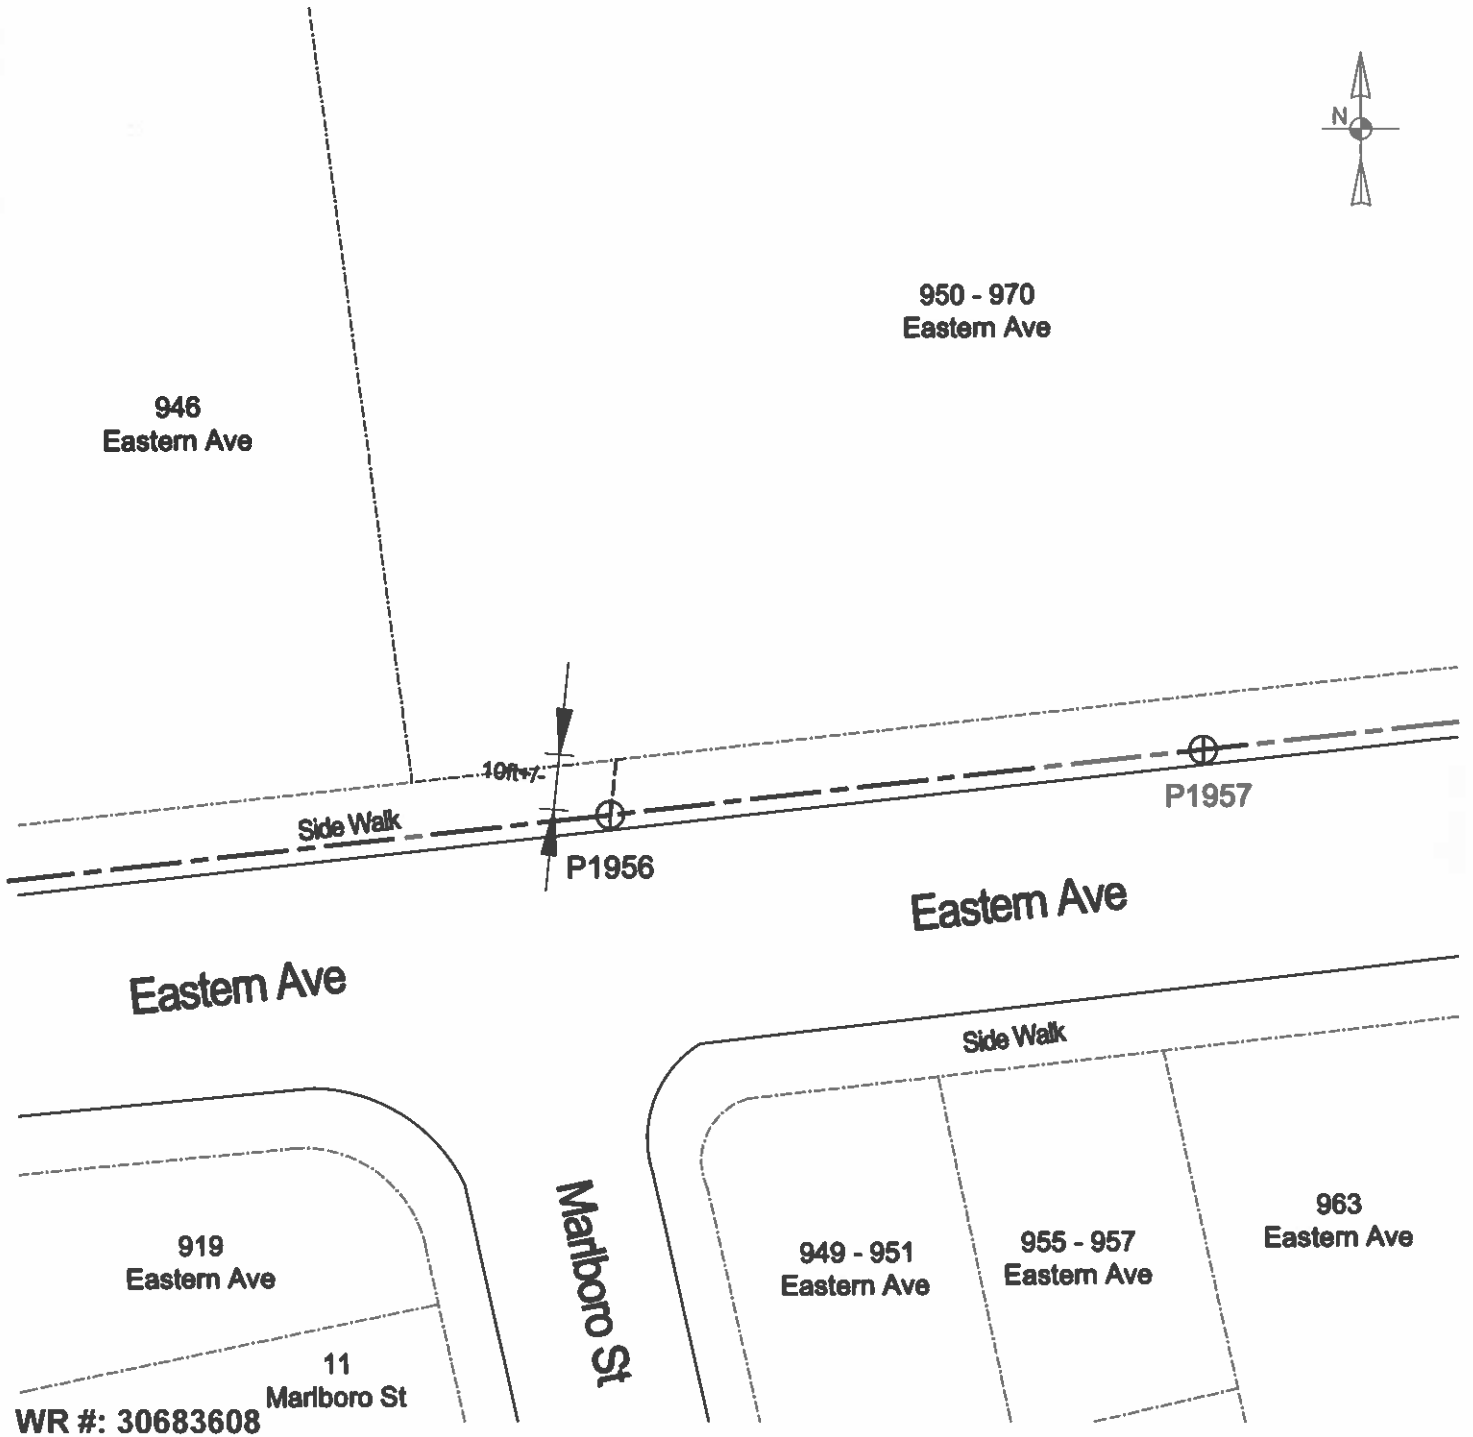 N
950 - 970
Eastern Ave
946
Eastern Ave
10ft+/-
Side Walk
P1957
P1956
Eastern Ave
Eastern Ave
Side Walk
Marlboro St
963
Eastern Ave
955 - 957
Eastern Ave
949 - 951
Eastern Ave
919
Eastern Ave
11
Marlboro St
WR #: 30683608